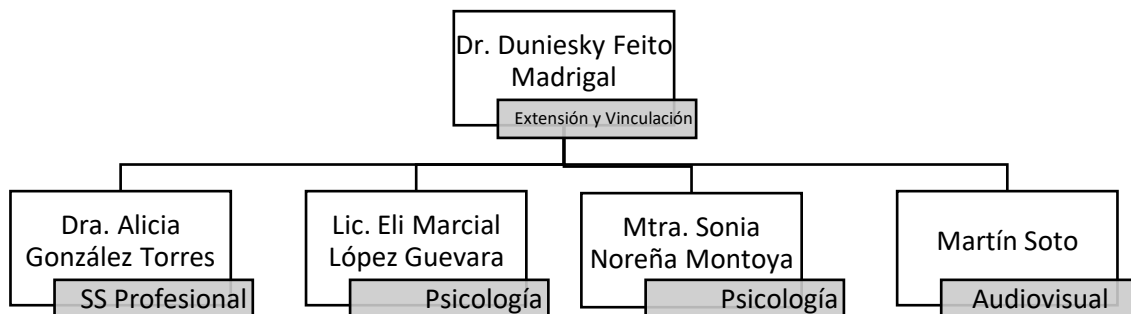 Dr. Duniesky Feito
Madrigal
Extensión y Vinculación
Dra. Alicia
González Torres
SS Profesional
Lic. Eli Marcial
López Guevara
Psicología
Mtra. Sonia
Noreña Montoya
Psicología
Martín Soto
Audiovisual